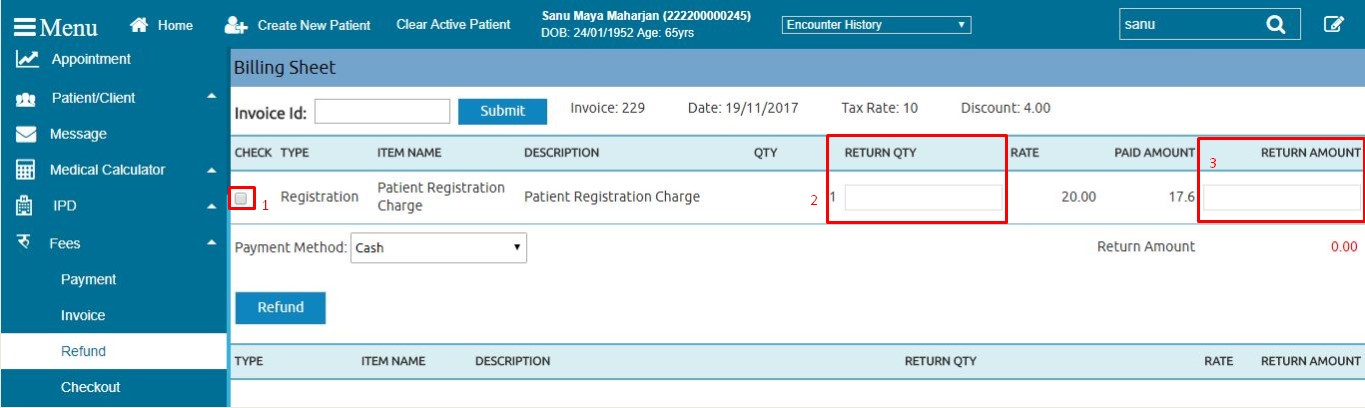 Menu
Home
Create New Patient
Clear Active Patient
Sanu Maya Maharjan (222200000245)
DOB: 24/01/1952 Age: 65yrs
Encounter History
sanu
Appointment
Patient/Client
Message
Medical Calculator
IPD
रु Fees
Payment
Invoice
Refund
Checkout
Billing Sheet
Invoice Id:
Submit
Invoice: 229
Date: 19/11/2017
Tax Rate: 10
Discount: 4.00
CHECK TYPE ITEM NAME DESCRIPTION QTY RETURN QTY RATE PAID AMOUNT 3 RETURN AMOUNT
1 Registration Patient Registration Charge Patient Registration Charge 2 1 20.00 17.6
Payment Method: Cash
Return Amount 0.00
Refund
TYPE ITEM NAME DESCRIPTION RETURN QTY RATE RETURN AMOUNT